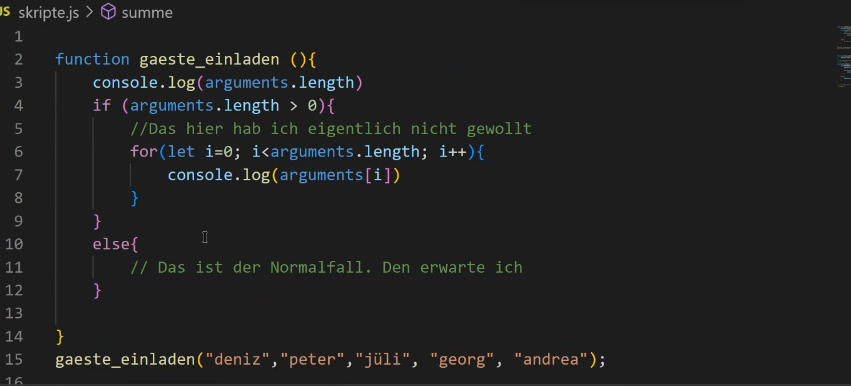 JS skripte.js > summe
1
2 function gaeste_einladen (){
3 console.log(arguments.length)
4 if (arguments.length > 0){
5 //Das hier hab ich eigentlich nicht gewollt
6 for(let i=0; i<arguments.length; i++){
7 console.log(arguments[i])
8 }
9 }
10 else{
11 // Das ist der Normalfall. Den erwarte ich
12 }
13
14 }
15 gaeste_einladen("deniz","peter","jüli", "georg", "andrea");
16